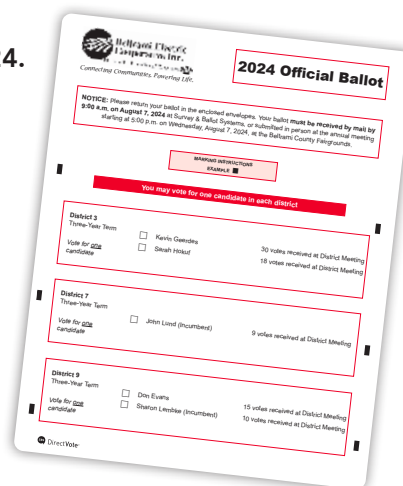 24.
Beltrami Electric
Cooperative, Inc.
Connecting Communities. Powering Life.
2024 Official Ballot
NOTICE: Please return your ballot in the enclosed envelopes. Your ballot must be received by mail by
9:00 a.m. on August 7, 2024 at Survey & Ballot Systems, or submitted in person at the annual meeting
starting at 5:00 p.m. on Wednesday, August 7, 2024, at the Beltrami County Fairgrounds.
MARKING INSTRUCTIONS
EXAMPLE
You may vote for one candidate in each district
District 3
Three-Year Term
Vote for one
candidate
Kevin Geerdes
30 votes received at District Meeting
Sarah
18 votes received at District Meeting
District 7
Three-Year Term
Vote for one
candidate
John Lund (Incumbent)
9 votes received at District Meeting
District 9
Three-Year Term
Vote for one
candidate
Don Evans
15 votes received at District Meeting
Sharon Lembke (Incumbent)
10 votes received at District Meeting
DirectVote